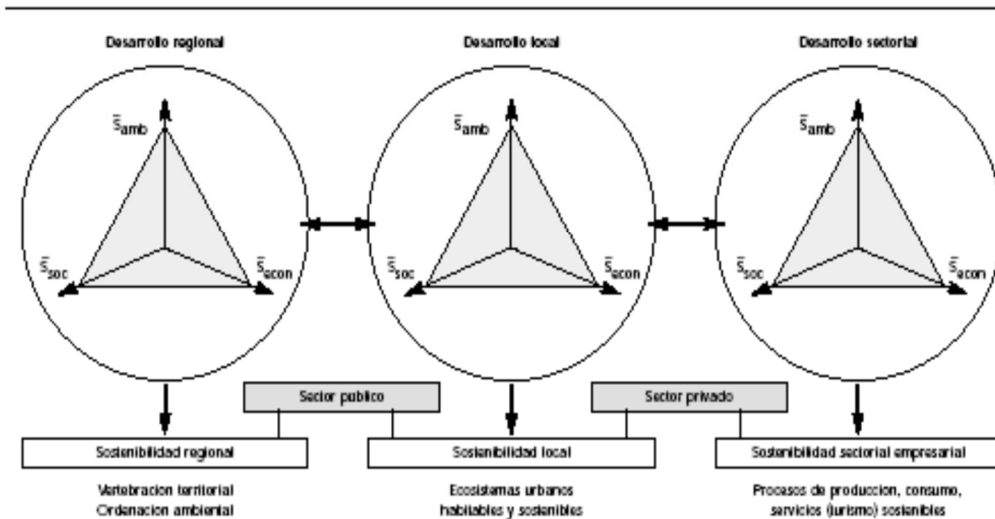 Desarrollo regional
Desarrollo local
Desarrollo sectorial
S̄amb
S̄amb
S̄amb
S̄soc
S̄econ
S̄soc
S̄econ
S̄soc
S̄econ
Sector publico
Sector privado
Sostenibilidad regional
Sostenibilidad local
Sostenibilidad sectorial empresarial
Vertebracion territorial
Ordenacion ambiental
Ecosistemas urbanos
habitables y sostenibles
Procesos de produccion, consumo,
servicios (turismo) sostenibles